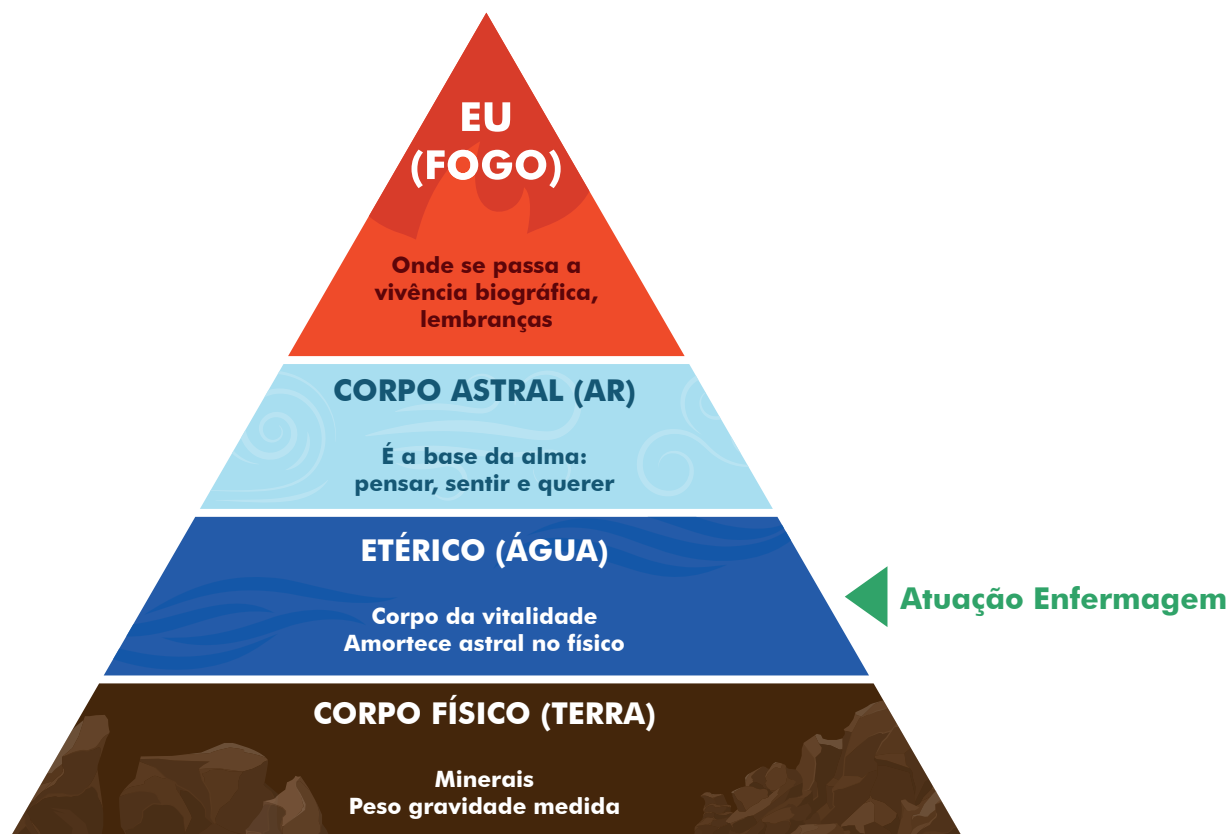 EU
(FOGO)
Onde se passa a
vivência biográfica,
lembranças
CORPO ASTRAL (AR)
É a base da alma:
pensar, sentir e querer
ETÉRICO (ÁGUA)
Corpo da vitalidade
Amortece astral no físico
Atuação Enfermagem
CORPO FÍSICO (TERRA)
Minerais
Peso gravidade medida